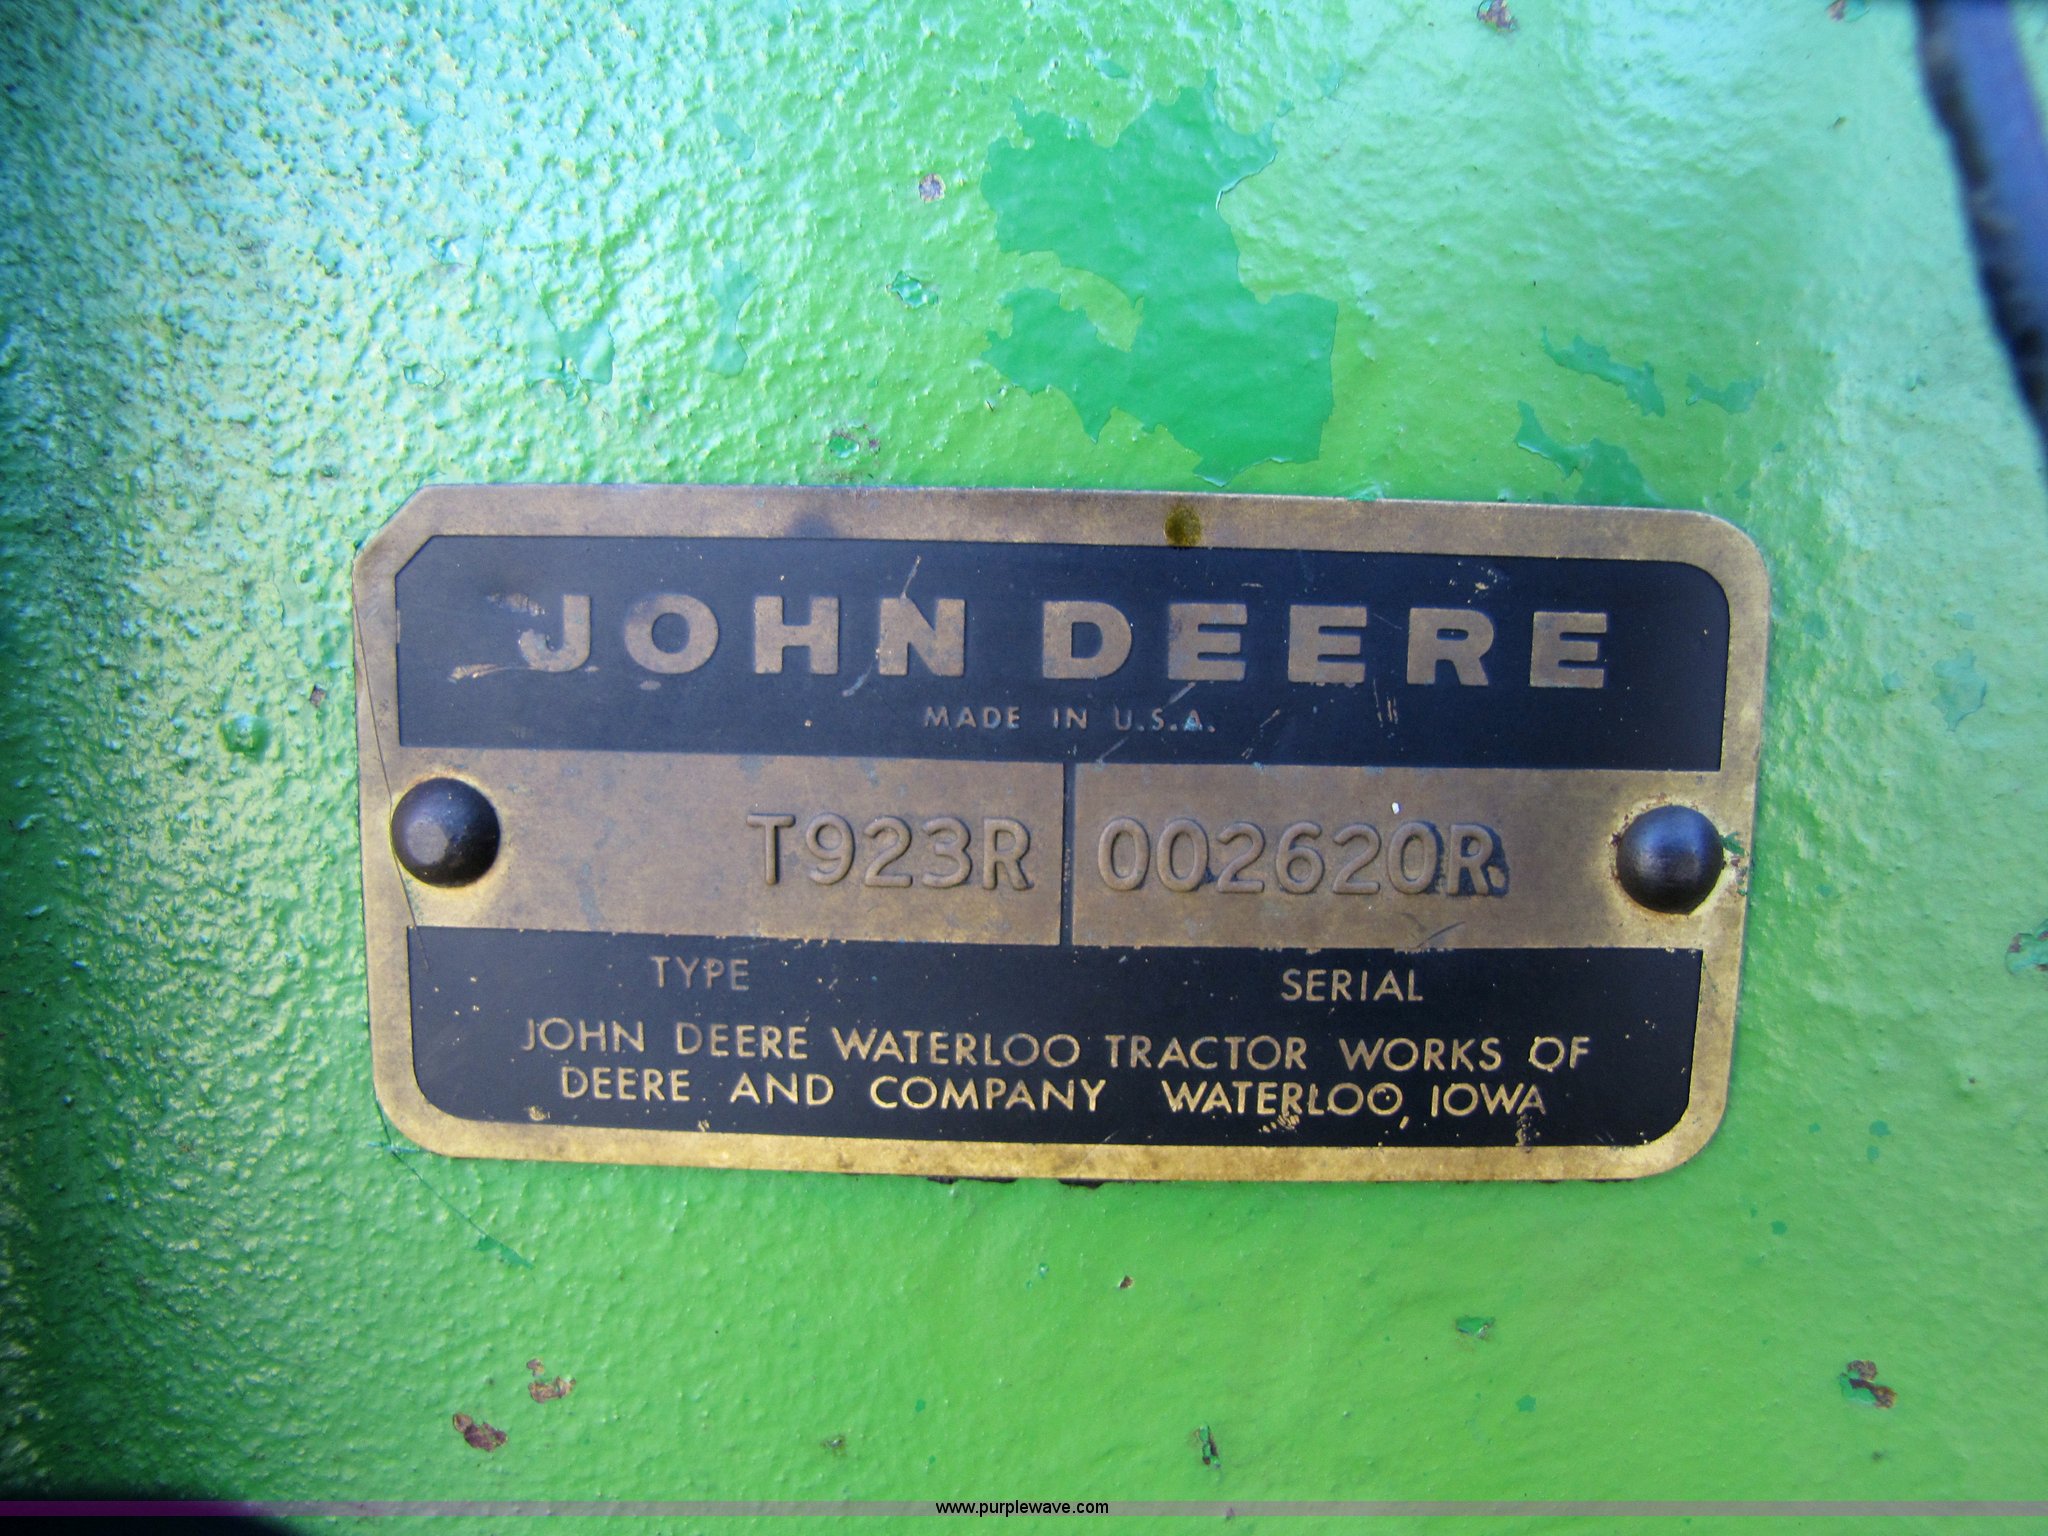 JOHN DEERE
MADE IN U.S.A.
T923R 002620R
TYPE SERIAL
JOHN DEERE WATERLOO TRACTOR WORKS OF
DEERE AND COMPANY WATERLOO, IOWA
www.purplewave.com